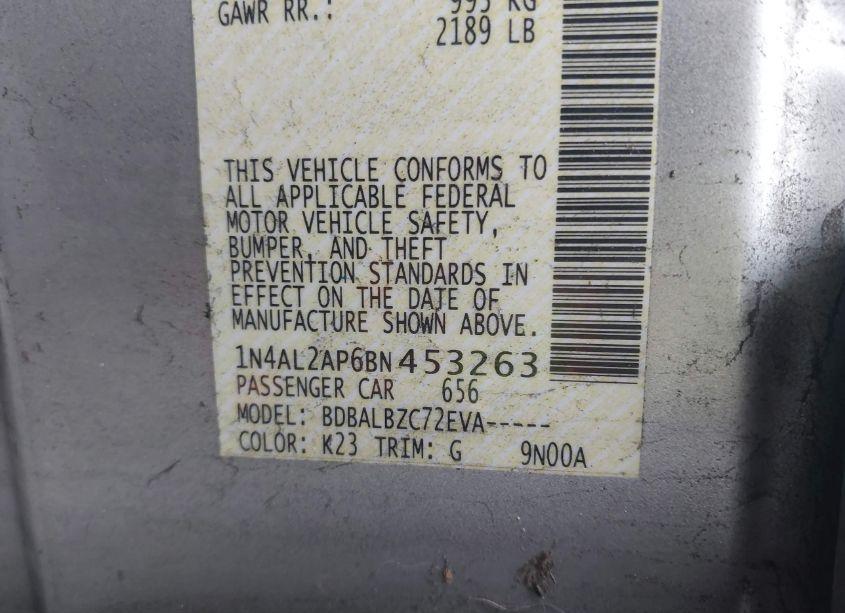 GAWR RR.: 993 KG
2189 LB
THIS VEHICLE CONFORMS TO
ALL APPLICABLE FEDERAL
MOTOR VEHICLE SAFETY,
BUMPER, AND THEFT
PREVENTION STANDARDS IN
EFFECT ON THE DATE OF
MANUFACTURE SHOWN ABOVE.
1N4AL2AP6BN453263
PASSENGER CAR 656
MODEL: BDBALBZC72EVA-----
COLOR: K23 TRIM: G 9N00A